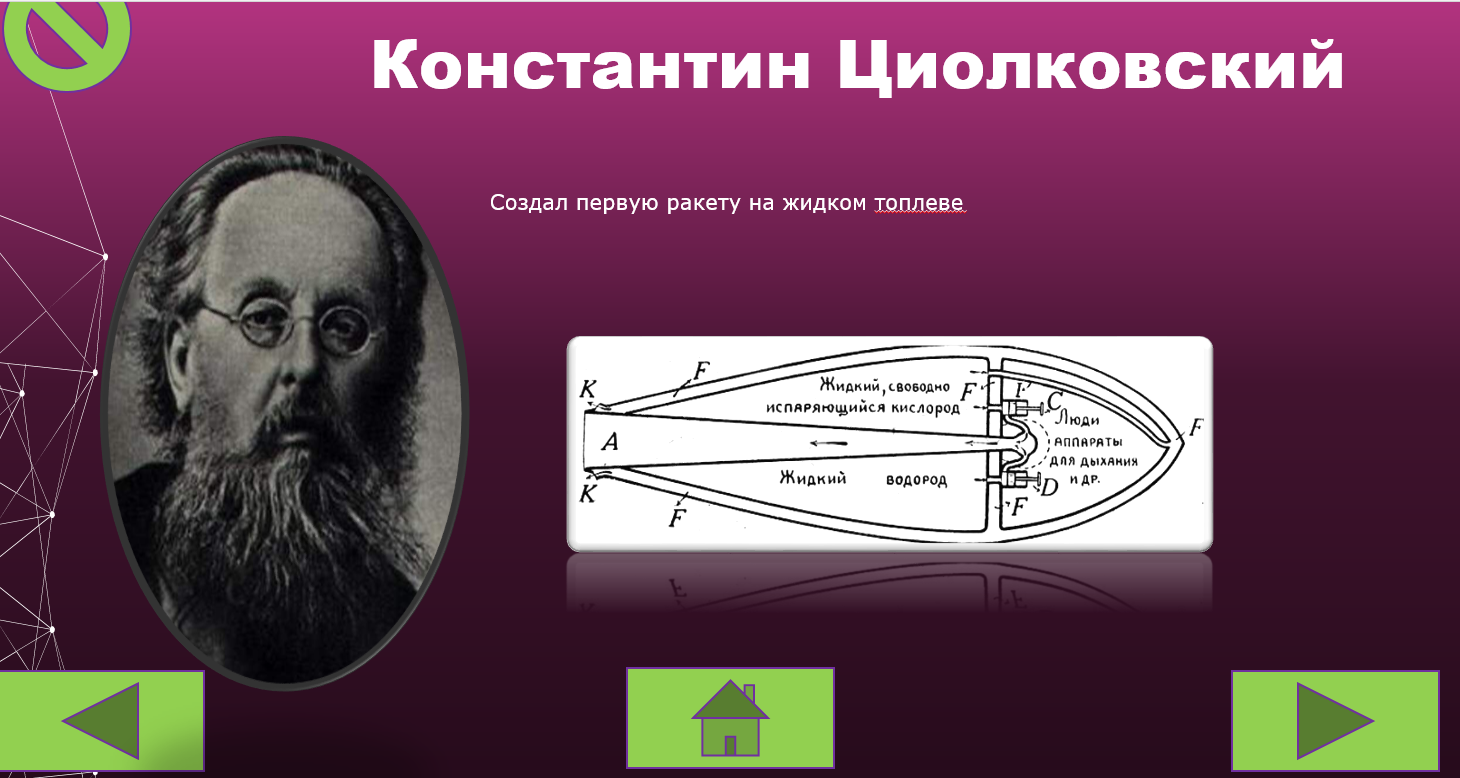 Константин Циолковский
Создал первую ракету на жидком топлеве
K
F
Жидкий, свободно
испаряющийся кислород
F
F
C
Люди
аппараты
для дыхания
и др.
F
A
Жидкий водород
D
K
F
F